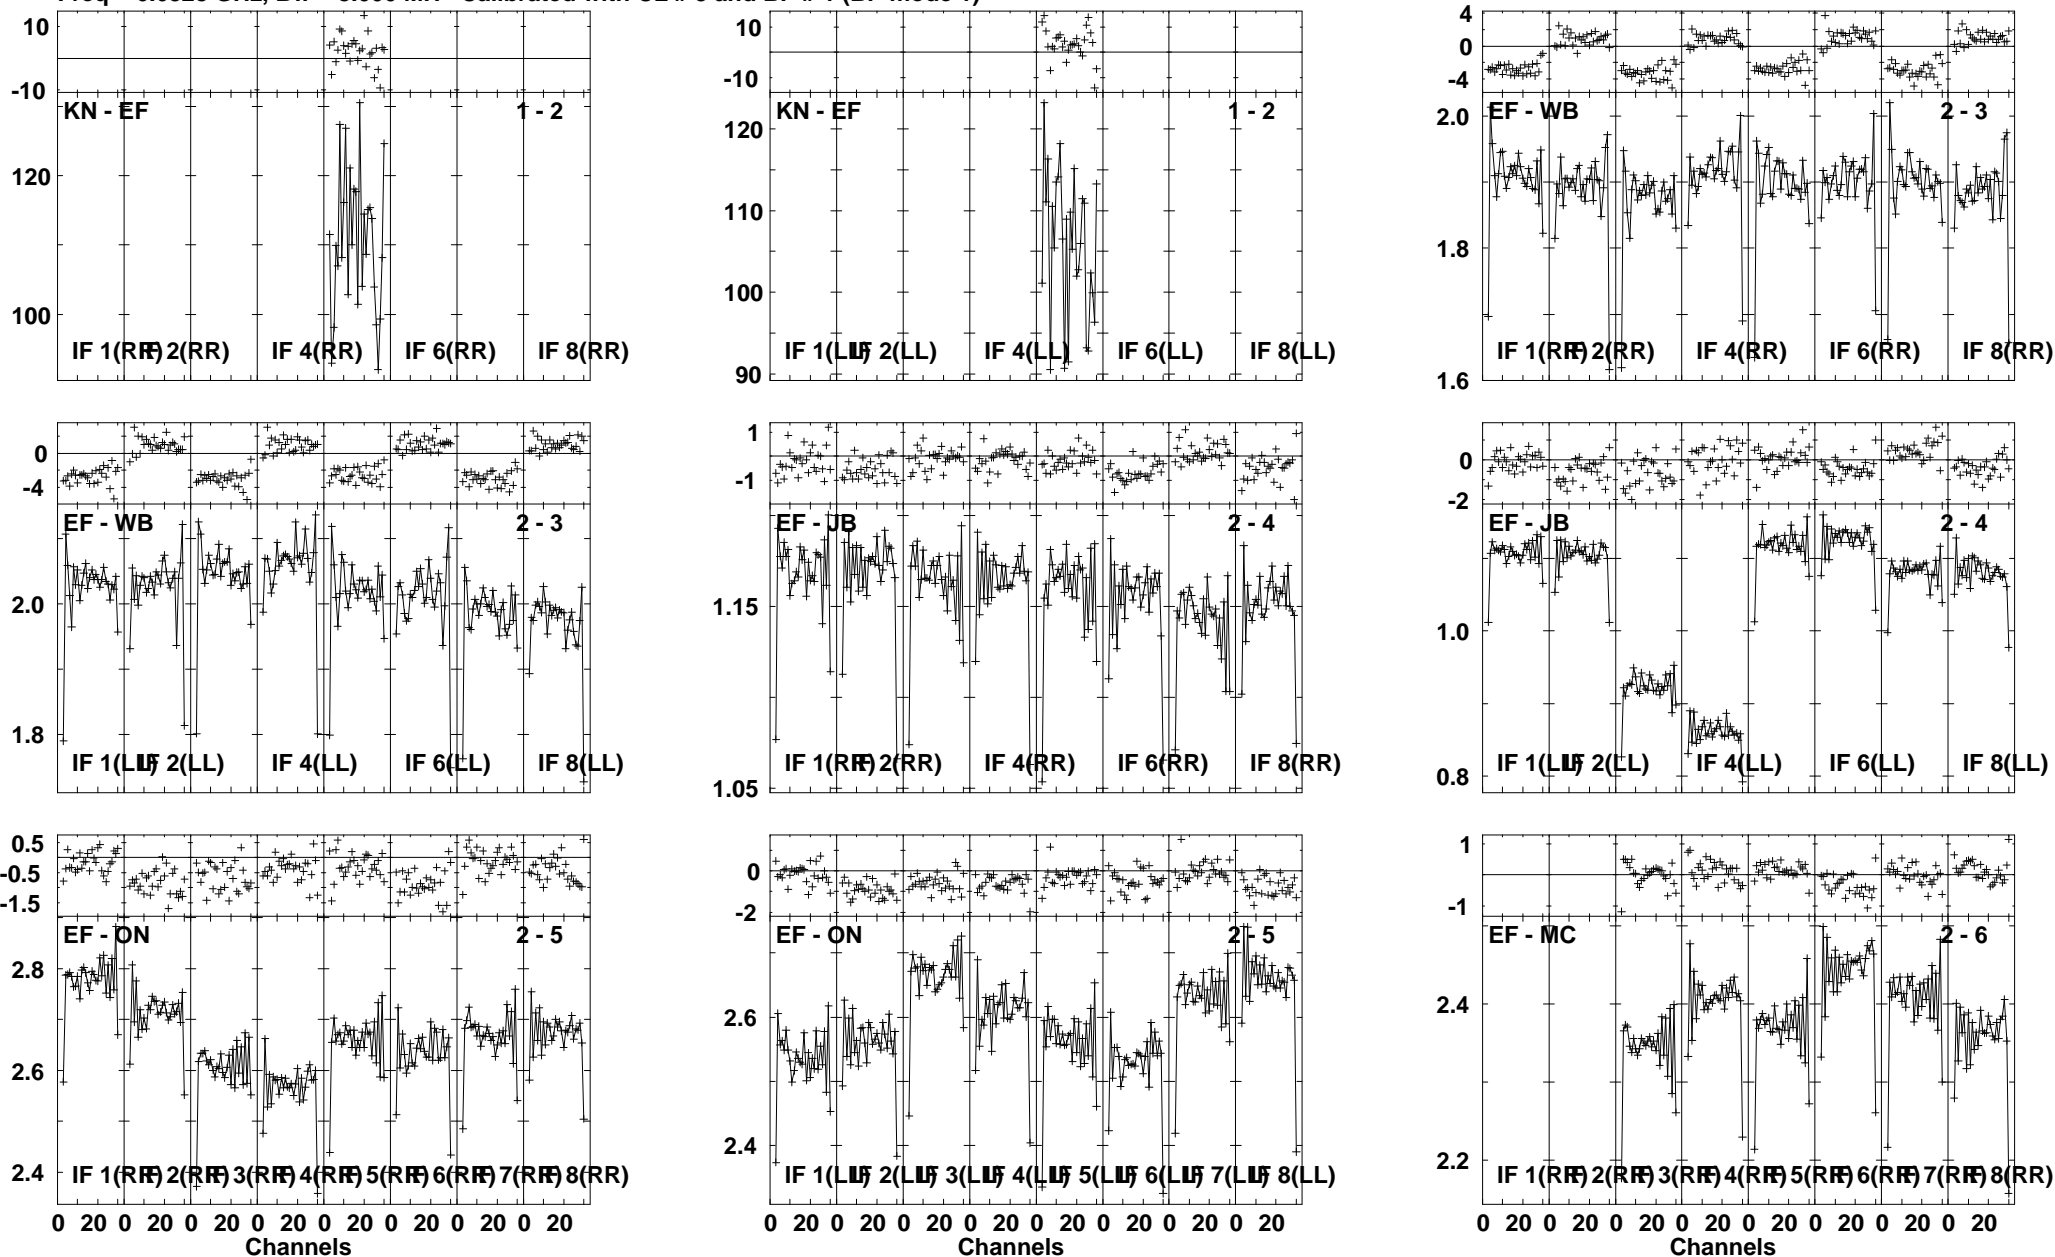 10
-10
KN - EF
1 - 2
120
100
IF 1(RR)
IF 2(RR)
IF 4(RR)
IF 6(RR)
IF 8(RR)
10
-10
KN - EF
1 - 2
120
110
100
90
IF 1(LL)
IF 2(LL)
IF 4(LL)
IF 6(LL)
IF 8(LL)
4
0
-4
EF - WB
2 - 3
2.0
1.8
1.6
IF 1(RR)
IF 2(RR)
IF 4(RR)
IF 6(RR)
IF 8(RR)
0
-4
EF - WB
2 - 3
2.0
1.8
IF 1(LL)
IF 2(LL)
IF 4(LL)
IF 6(LL)
IF 8(LL)
1
-1
EF - JB
2 - 4
1.15
1.05
IF 1(RR)
IF 2(RR)
IF 4(RR)
IF 6(RR)
IF 8(RR)
0
-2
EF - JB
2 - 4
1.0
0.8
IF 1(LL)
IF 2(LL)
IF 4(LL)
IF 6(LL)
IF 8(LL)
0.5
-0.5
-1.5
EF - ON
2 - 5
2.8
2.6
2.4
IF 1(RR)
IF 2(RR)
IF 3(RR)
IF 4(RR)
IF 5(RR)
IF 6(RR)
IF 7(RR)
IF 8(RR)
0 20 0 20 0 20 0 20 0 20 0 20 0 20 0 20
Channels
0
-2
EF - ON
2 - 5
2.6
2.4
IF 1(LL)
IF 2(LL)
IF 3(LL)
IF 4(LL)
IF 5(LL)
IF 6(LL)
IF 7(LL)
IF 8(LL)
0 20 0 20 0 20 0 20 0 20 0 20 0 20 0 20
Channels
1
-1
EF - MC
2 - 6
2.4
2.2
IF 1(RR)
IF 2(RR)
IF 3(RR)
IF 4(RR)
IF 5(RR)
IF 6(RR)
IF 7(RR)
IF 8(RR)
0 20 0 20 0 20 0 20 0 20 0 20 0 20 0 20
Channels